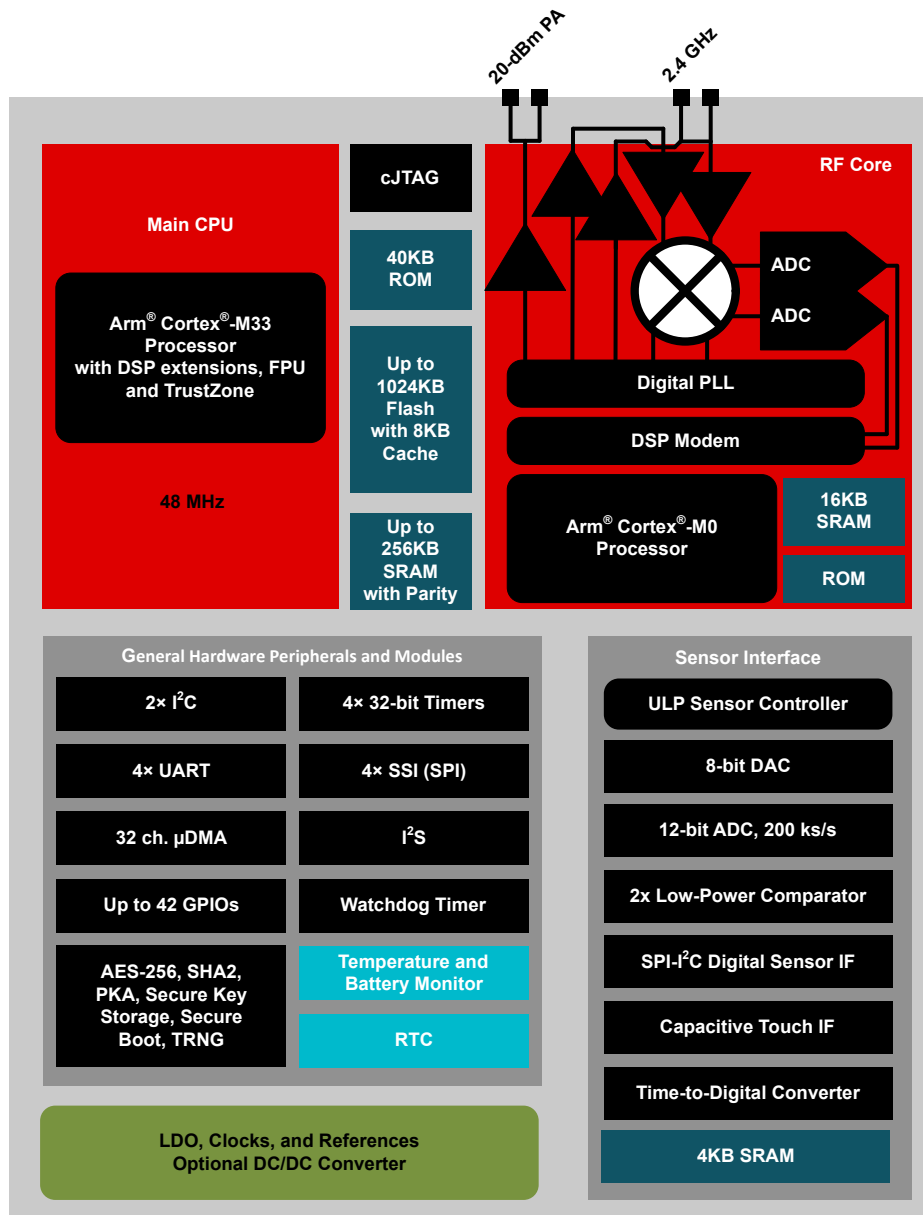 20-dBm PA
2.4 GHz
Main CPU
Arm® Cortex®-M33
Processor
with DSP extensions, FPU
and TrustZone
48 MHz
cJTAG
40KB
ROM
Up to
1024KB
Flash
with 8KB
Cache
Up to
256KB
SRAM
with Parity
RF Core
ADC
ADC
Digital PLL
DSP Modem
Arm® Cortex®-M0
Processor
16KB
SRAM
ROM
General Hardware Peripherals and Modules
2× I²C
4× 32-bit Timers
4× UART
4× SSI (SPI)
32 ch. µDMA
I²S
Up to 42 GPIOs
Watchdog Timer
AES-256, SHA2,
PKA, Secure Key
Storage, Secure
Boot, TRNG
Temperature and
Battery Monitor
RTC
LDO, Clocks, and References
Optional DC/DC Converter
Sensor Interface
ULP Sensor Controller
8-bit DAC
12-bit ADC, 200 ks/s
2x Low-Power Comparator
SPI-I²C Digital Sensor IF
Capacitive Touch IF
Time-to-Digital Converter
4KB SRAM